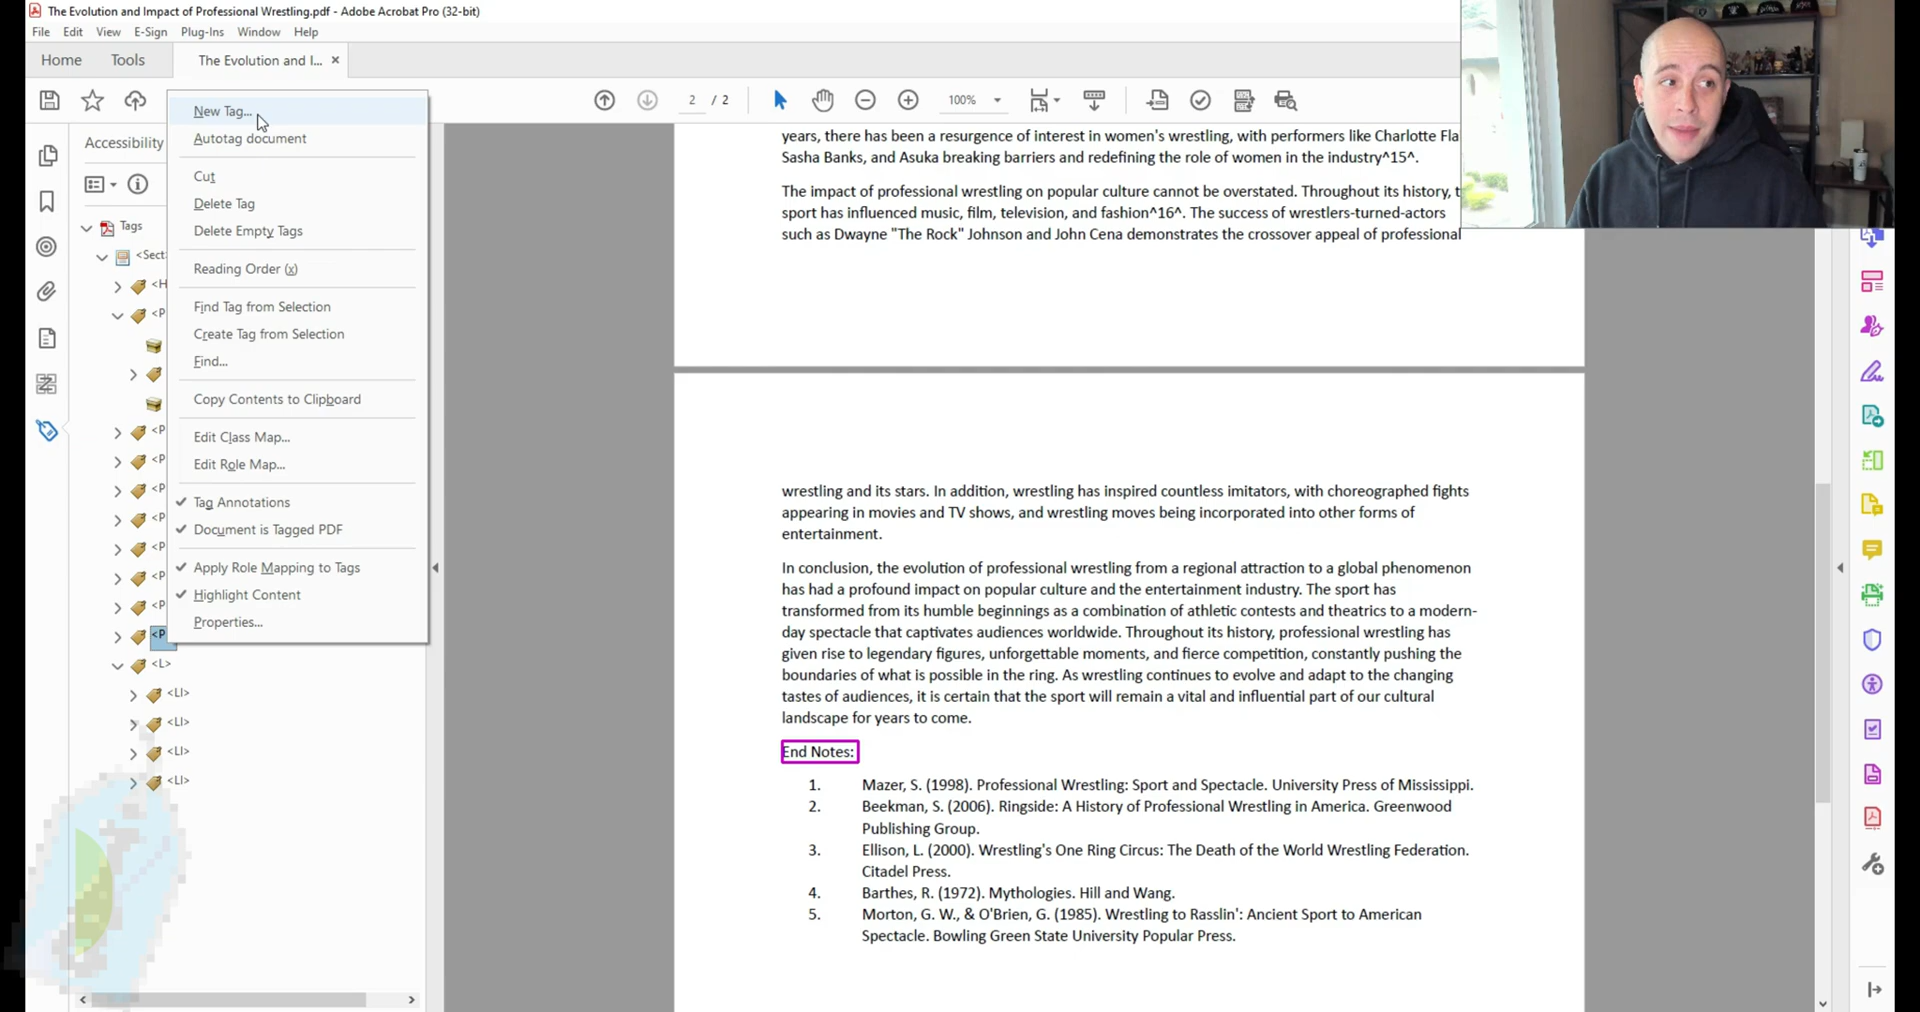 The Evolution and Impact of Professional Wrestling.pdf - Adobe Acrobat Pro (32-bit)
File Edit View E-Sign Plug-Ins Window Help
Home Tools The Evolution and I... ×
2 / 2 100%
Accessibility
Tags
<Sect
<H
<P
<P
<P
<P
<P
<P
<P
<P
<P
<L>
<LI>
<LI>
<LI>
<LI>
New Tag...
Autotag document
Cut
Delete Tag
Delete Empty Tags
Reading Order (x)
Find Tag from Selection
Create Tag from Selection
Find...
Copy Contents to Clipboard
Edit Class Map...
Edit Role Map...
Tag Annotations
Document is Tagged PDF
Apply Role Mapping to Tags
Highlight Content
Properties...
years, there has been a resurgence of interest in women's wrestling, with performers like Charlotte Fla
Sasha Banks, and Asuka breaking barriers and redefining the role of women in the industry^15^.
The impact of professional wrestling on popular culture cannot be overstated. Throughout its history, t
sport has influenced music, film, television, and fashion^16^. The success of wrestlers-turned-actors
such as Dwayne "The Rock" Johnson and John Cena demonstrates the crossover appeal of professional
wrestling and its stars. In addition, wrestling has inspired countless imitators, with choreographed fights
appearing in movies and TV shows, and wrestling moves being incorporated into other forms of
entertainment.
In conclusion, the evolution of professional wrestling from a regional attraction to a global phenomenon
has had a profound impact on popular culture and the entertainment industry. The sport has
transformed from its humble beginnings as a combination of athletic contests and theatrics to a modern-
day spectacle that captivates audiences worldwide. Throughout its history, professional wrestling has
given rise to legendary figures, unforgettable moments, and fierce competition, constantly pushing the
boundaries of what is possible in the ring. As wrestling continues to evolve and adapt to the changing
tastes of audiences, it is certain that the sport will remain a vital and influential part of our cultural
landscape for years to come.
End Notes:
1. Mazer, S. (1998). Professional Wrestling: Sport and Spectacle. University Press of Mississippi.
2. Beekman, S. (2006). Ringside: A History of Professional Wrestling in America. Greenwood
Publishing Group.
3. Ellison, L. (2000). Wrestling's One Ring Circus: The Death of the World Wrestling Federation.
Citadel Press.
4. Barthes, R. (1972). Mythologies. Hill and Wang.
5. Morton, G. W., & O'Brien, G. (1985). Wrestling to Rasslin': Ancient Sport to American
Spectacle. Bowling Green State University Popular Press.